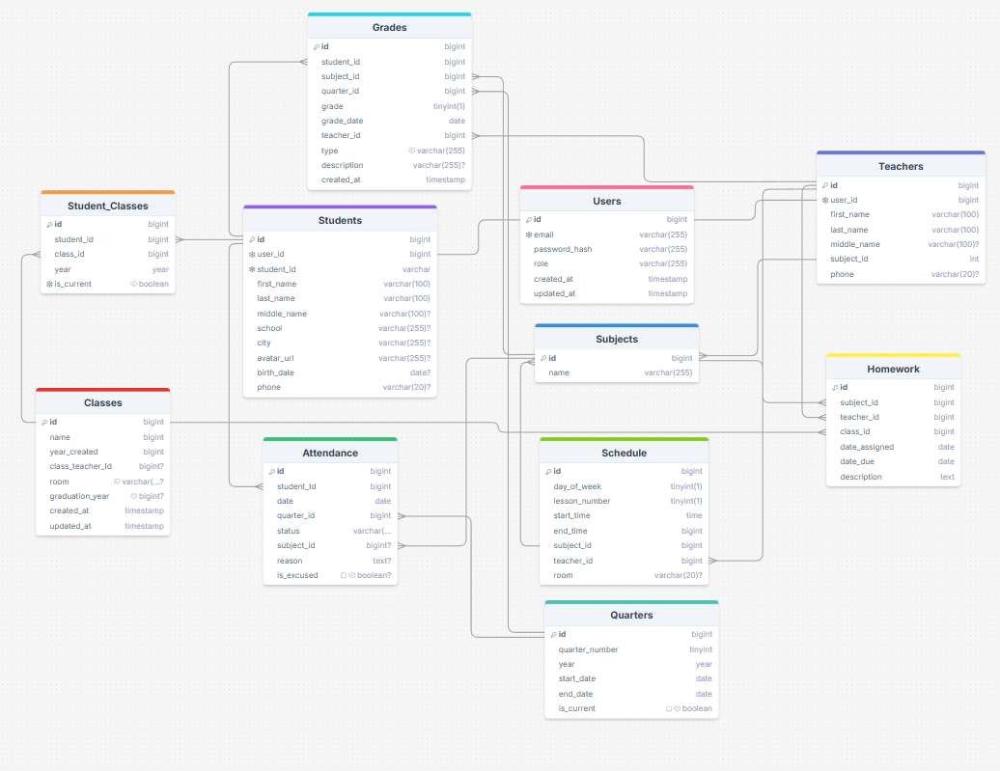 Grades
id bigint
student_id bigint
subject_id bigint
quarter_id bigint
grade tinyint(1)
grade_date date
teacher_id bigint
type varchar(255)
description varchar(255)?
created_at timestamp
Teachers
id bigint
user_id bigint
first_name varchar(100)
last_name varchar(100)
middle_name varchar(100)?
subject_id int
phone varchar(20)?
Student_Classes
id bigint
student_id bigint
class_id bigint
year year
is_current boolean
Students
id bigint
user_id bigint
student_id varchar
first_name varchar(100)
last_name varchar(100)
middle_name varchar(100)?
school varchar(255)?
city varchar(255)?
avatar_url varchar(255)?
birth_date date?
phone varchar(20)?
Users
id bigint
email varchar(255)
password_hash varchar(255)
role varchar(255)
created_at timestamp
updated_at timestamp
Subjects
id bigint
name varchar(255)
Homework
id bigint
subject_id bigint
teacher_id bigint
class_id bigint
date_assigned date
date_due date
description text
Classes
id bigint
name bigint
year_created bigint
class_teacher_Id bigint?
room varchar(...?
graduation_year bigint?
created_at timestamp
updated_at timestamp
Attendance
id bigint
student_Id bigint
date date
quarter_id bigint
status varchar(...
subject_id bigint?
reason text?
is_excused boolean?
Schedule
id bigint
day_of_week tinyint(1)
lesson_number tinyint(1)
start_time time
end_time bigint
subject_id bigint
teacher_id bigint
room varchar(20)?
Quarters
id bigint
quarter_number tinyint
year year
start_date date
end_date date
is_current boolean